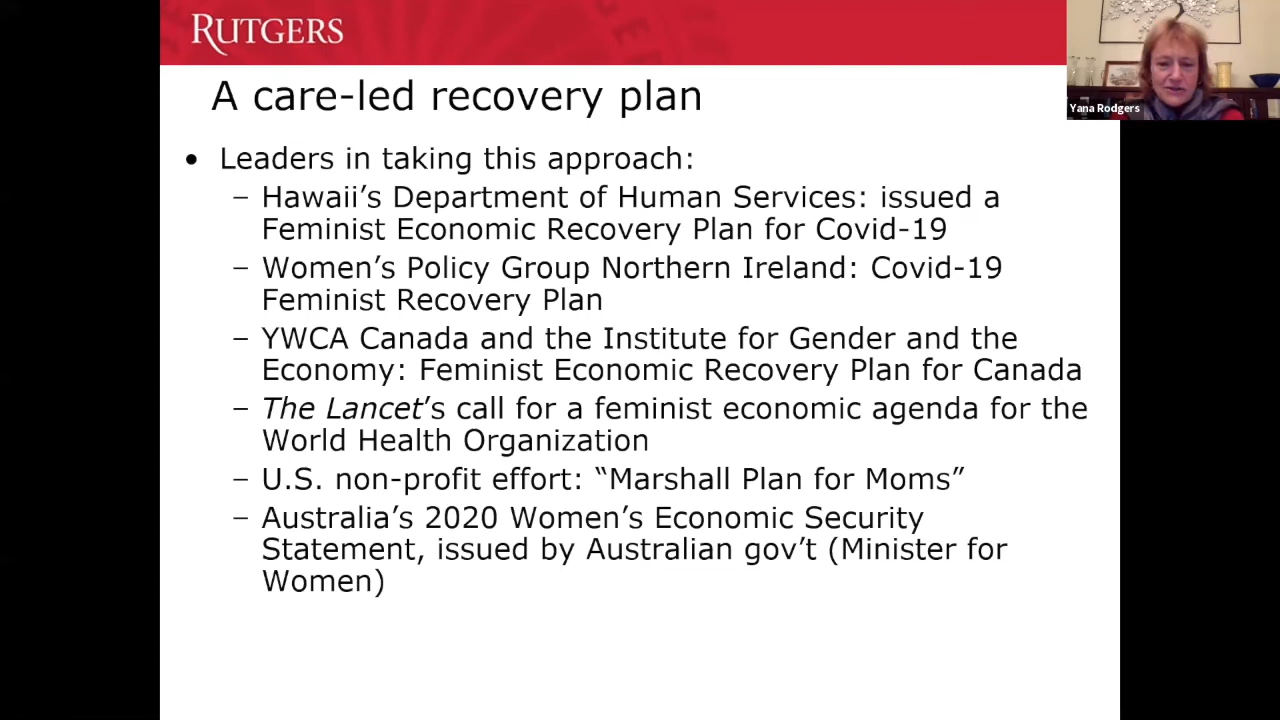 RUTGERS
Yana Rodgers
A care-led recovery plan
• Leaders in taking this approach:
– Hawaii’s Department of Human Services: issued a
Feminist Economic Recovery Plan for Covid-19
– Women’s Policy Group Northern Ireland: Covid-19
Feminist Recovery Plan
– YWCA Canada and the Institute for Gender and the
Economy: Feminist Economic Recovery Plan for Canada
– The Lancet’s call for a feminist economic agenda for the
World Health Organization
– U.S. non-profit effort: “Marshall Plan for Moms”
– Australia’s 2020 Women’s Economic Security
Statement, issued by Australian gov’t (Minister for
Women)